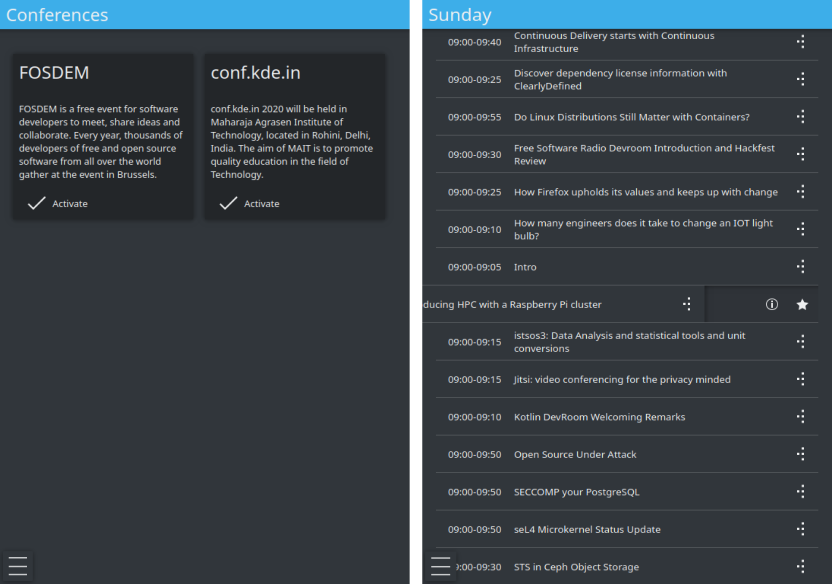 Conferences
FOSDEM
FOSDEM is a free event for software
developers to meet, share ideas and
collaborate. Every year, thousands of
developers of free and open source
software from all over the world
gather at the event in Brussels.
Activate
conf.kde.in
conf.kde.in 2020 will be held in
Maharaja Agrasen Institute of
Technology, located in Rohini, Delhi,
India. The aim of MAIT is to promote
quality education in the field of
Technology.
Activate
Sunday
09:00-09:40 Continuous Delivery starts with Continuous
Infrastructure
09:00-09:25 Discover dependency license information with
ClearlyDefined
09:00-09:55 Do Linux Distributions Still Matter with Containers?
09:00-09:30 Free Software Radio Devroom Introduction and Hackfest
Review
09:00-09:25 How Firefox upholds its values and keeps up with change
09:00-09:10 How many engineers does it take to change an IOT light
bulb?
09:00-09:05 Intro
ducing HPC with a Raspberry Pi cluster
09:00-09:15 istsos3: Data Analysis and statistical tools and unit
conversions
09:00-09:15 Jitsi: video conferencing for the privacy minded
09:00-09:10 Kotlin DevRoom Welcoming Remarks
09:00-09:50 Open Source Under Attack
09:00-09:50 SECCOMP your PostgreSQL
09:00-09:50 seL4 Microkernel Status Update
:00-09:30 STS in Ceph Object Storage